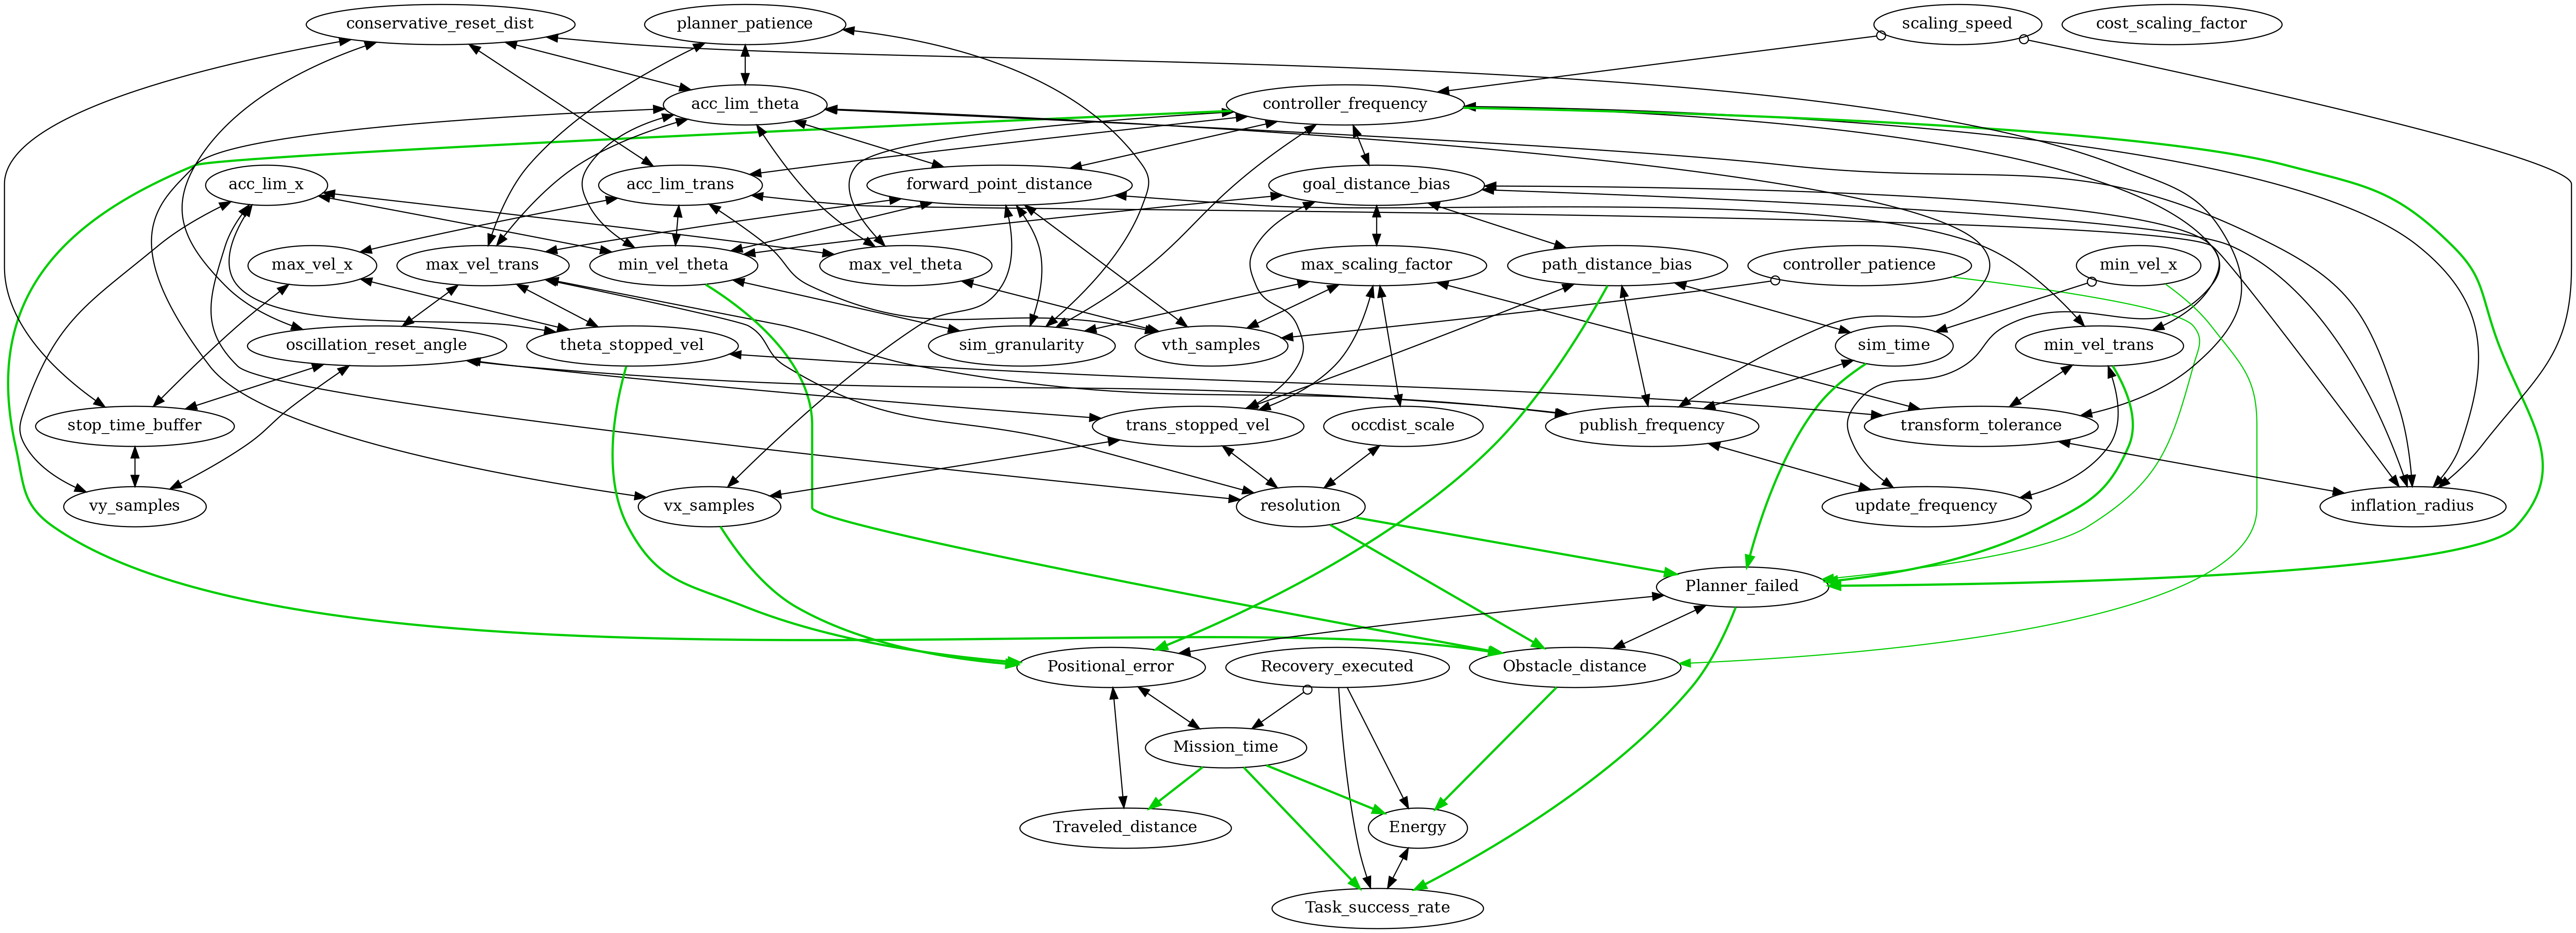 conservative_reset_dist
planner_patience
scaling_speed
cost_scaling_factor
acc_lim_theta
controller_frequency
acc_lim_x
acc_lim_trans
forward_point_distance
goal_distance_bias
max_vel_x
max_vel_trans
min_vel_theta
max_vel_theta
max_scaling_factor
path_distance_bias
controller_patience
min_vel_x
oscillation_reset_angle
theta_stopped_vel
sim_granularity
vth_samples
sim_time
min_vel_trans
stop_time_buffer
trans_stopped_vel
occdist_scale
publish_frequency
transform_tolerance
vy_samples
vx_samples
resolution
update_frequency
inflation_radius
Planner_failed
Positional_error
Recovery_executed
Obstacle_distance
Mission_time
Traveled_distance
Energy
Task_success_rate